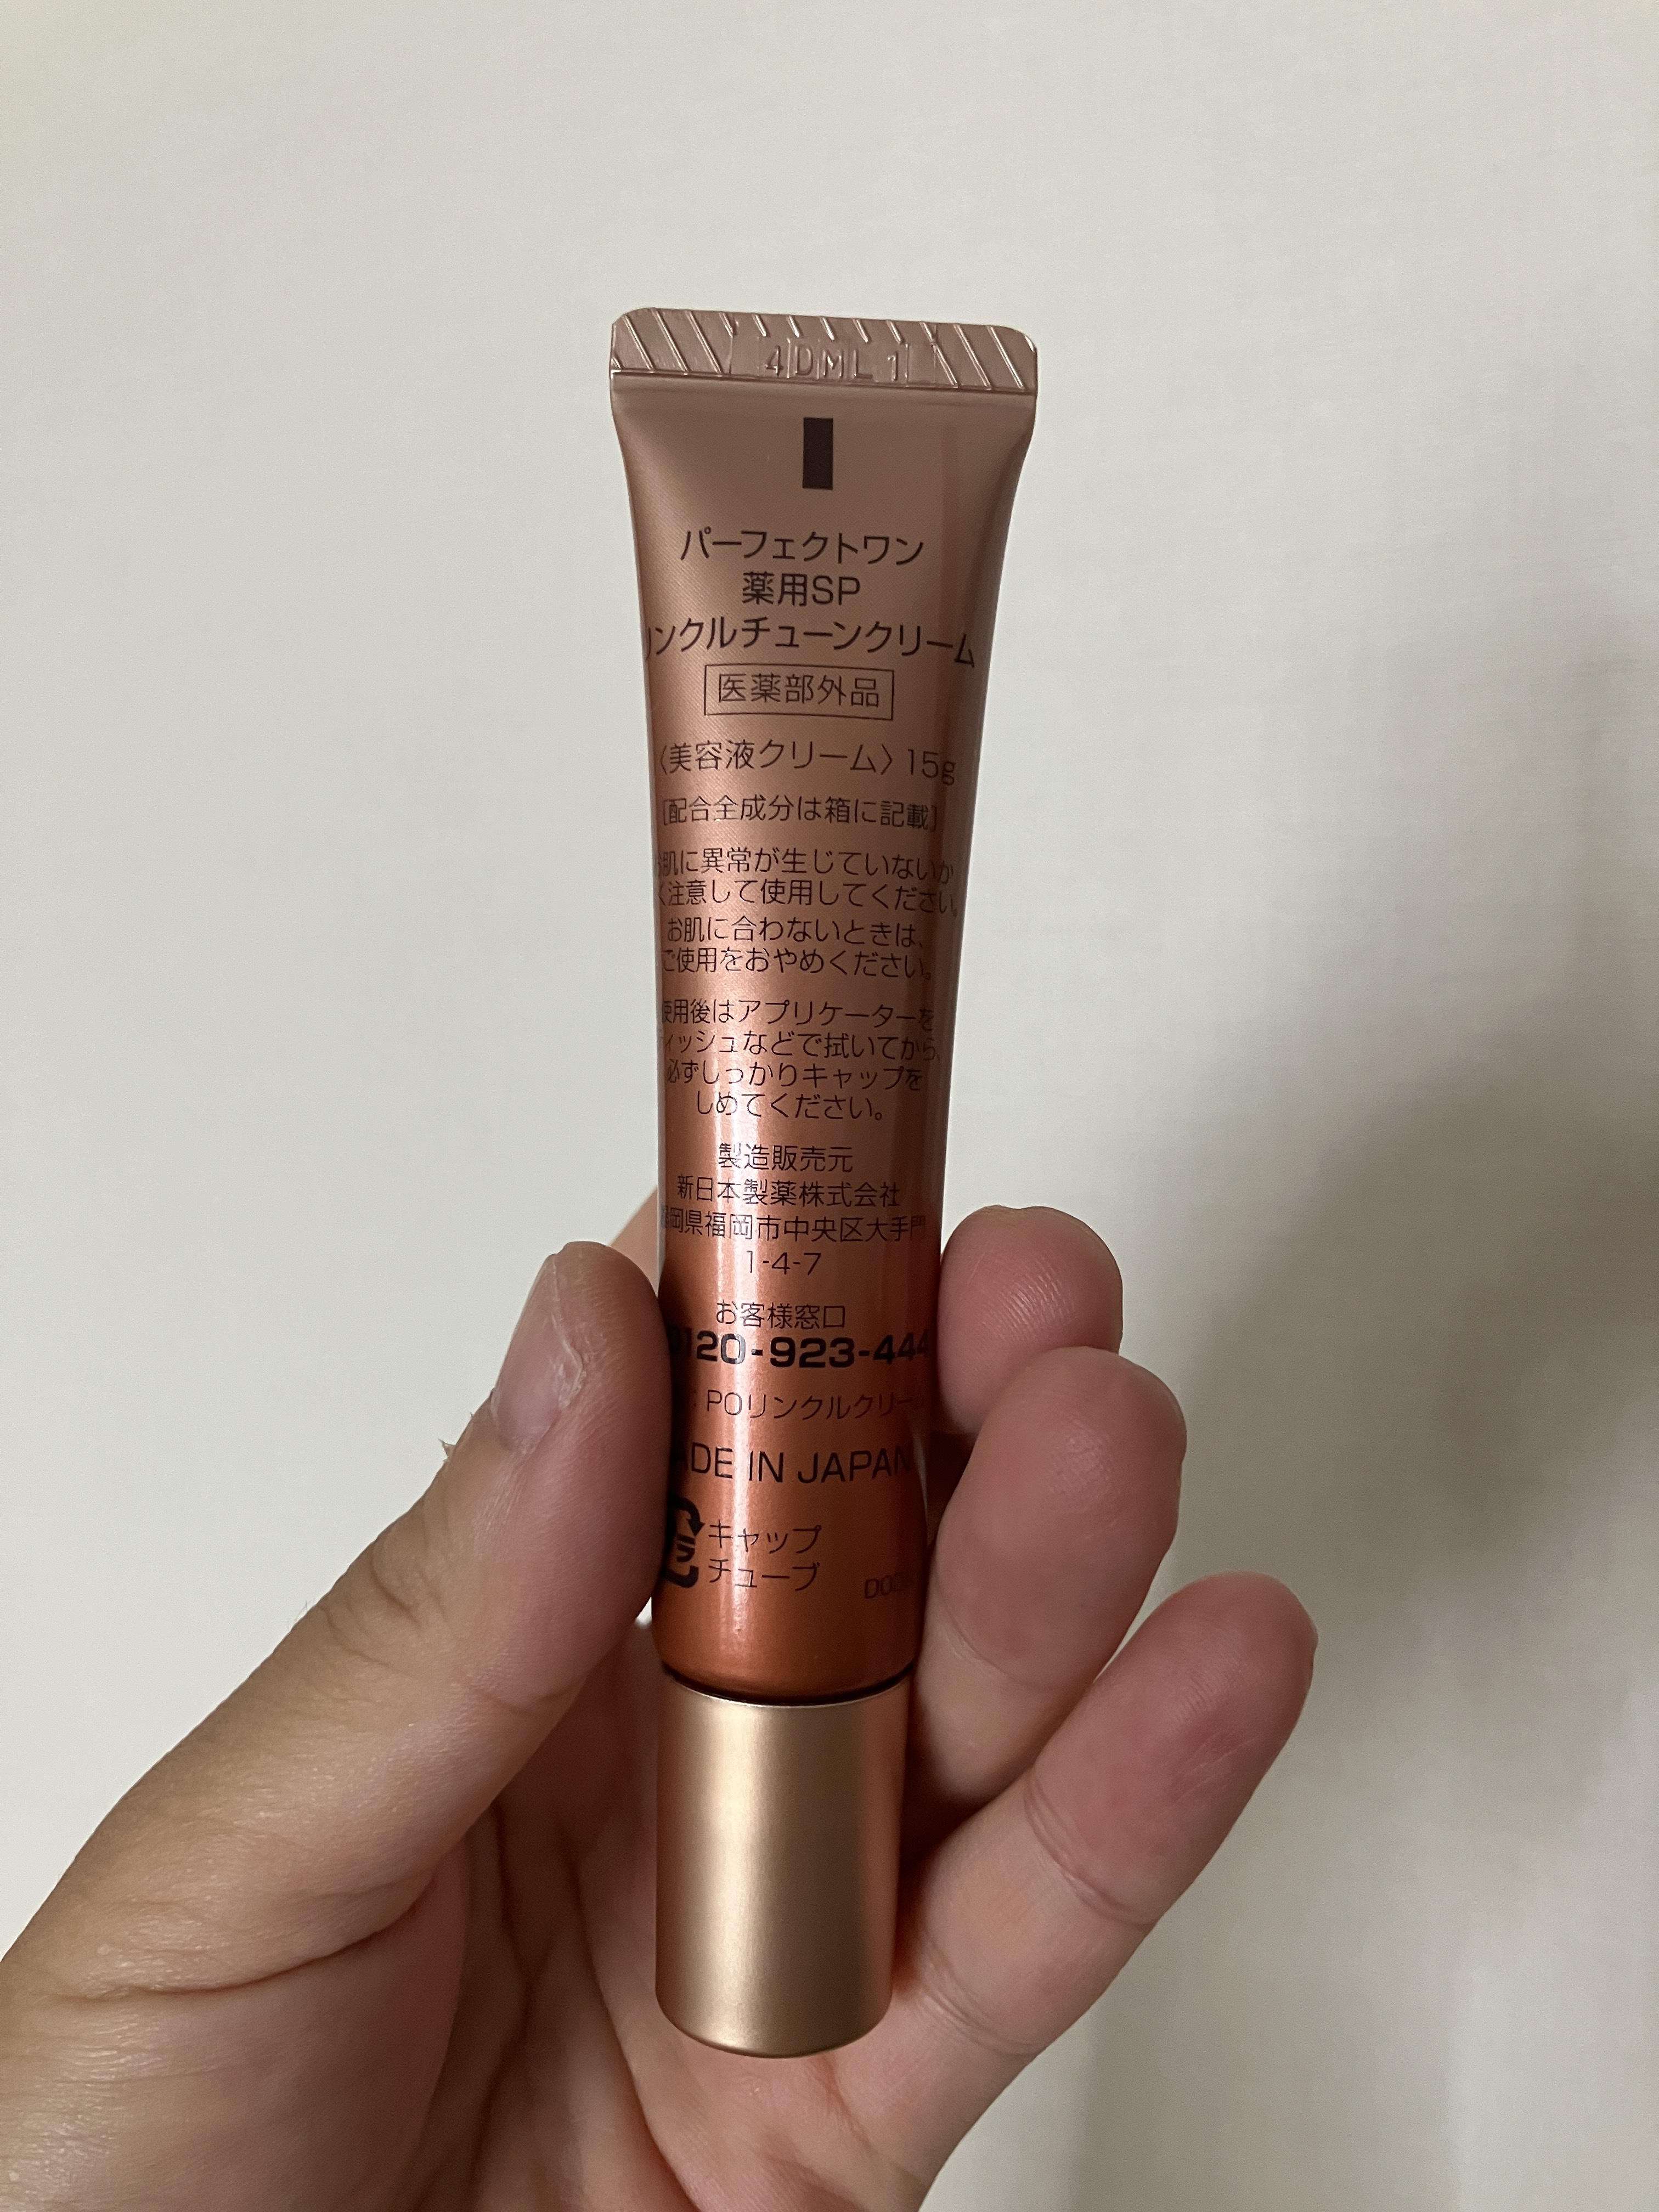 4DML1
パーフェクトワン
薬用SP
リンクルチューンクリーム
医薬部外品
〈美容液クリーム〉15g
[配合全成分は箱に記載]
お肌に異常が生じていないか
く注意して使用してください。
お肌に合わないときは、
ご使用をおやめください。
使用後はアプリケーターを
ィッシュなどで拭いてから、
必ずしっかりキャップを
しめてください。
製造販売元
新日本製薬株式会社
福岡県福岡市中央区大手門
1-4-7
お客様窓口
0120-923-444
: POリンクルクリーム
MADE IN JAPAN
プラ キャップ
チューブ